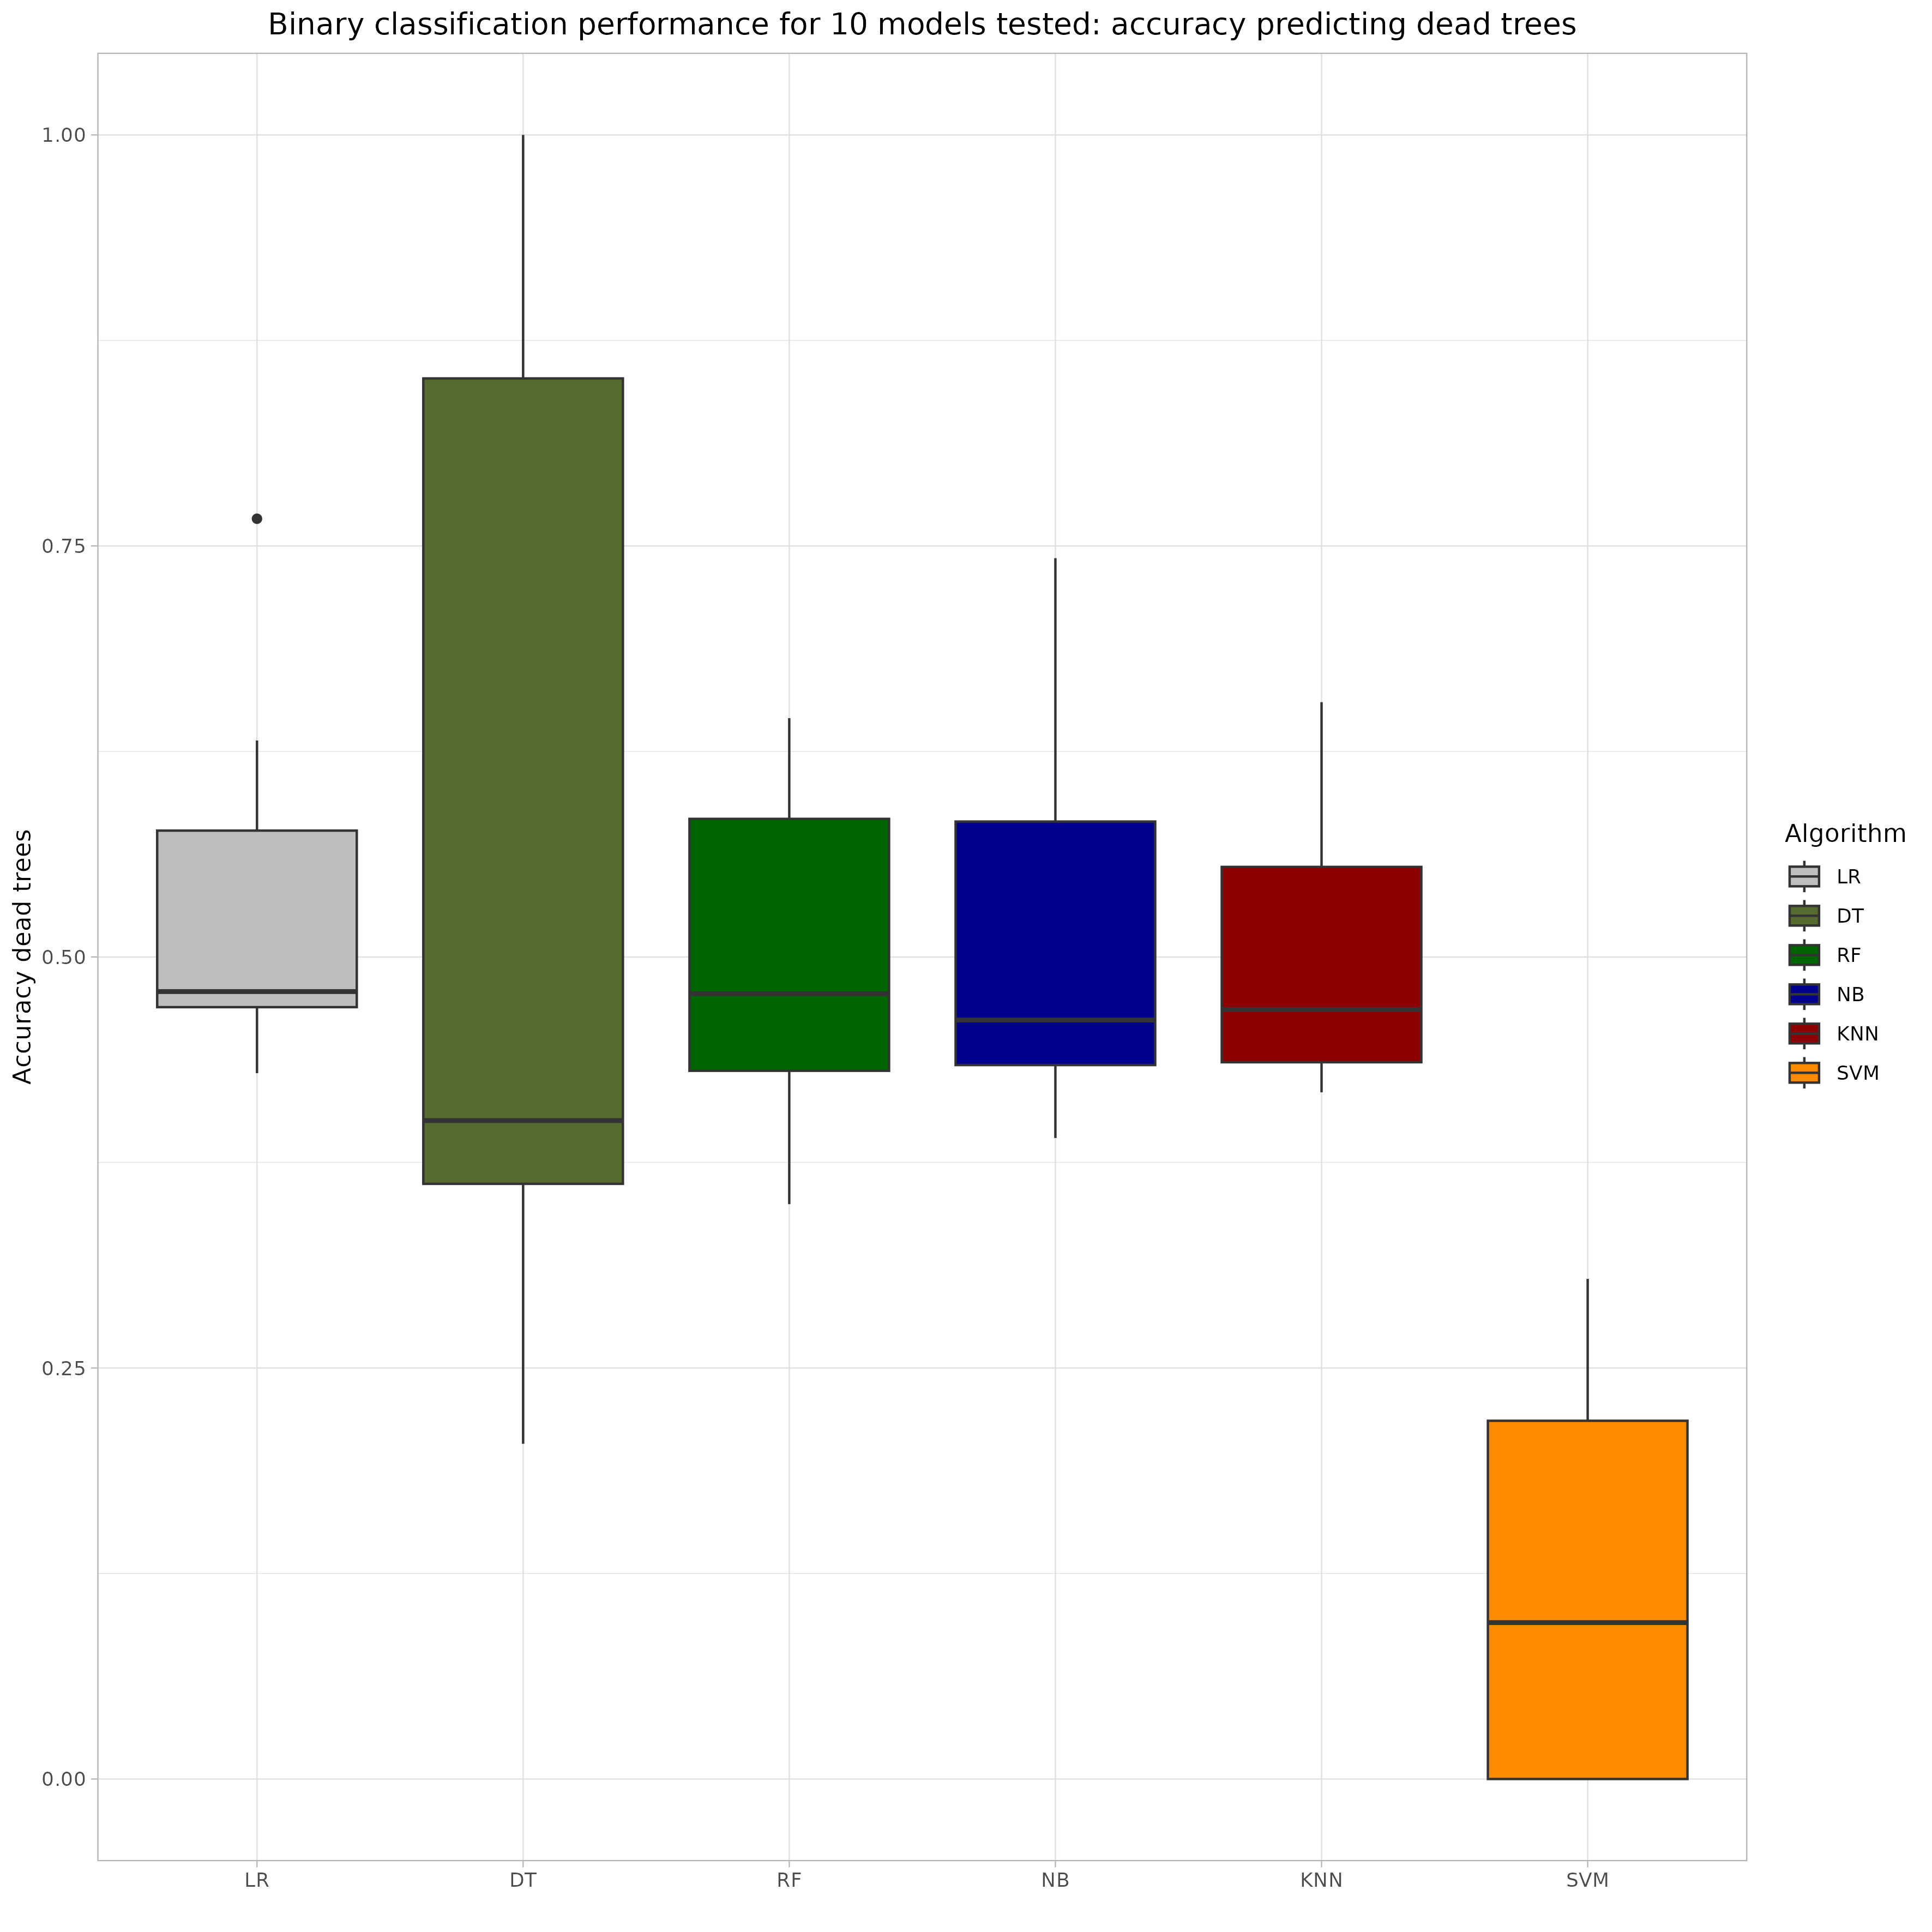 Binary classification performance for 10 models tested: accuracy predicting dead trees
Accuracy dead trees
1.00
0.75
0.50
0.25
0.00
LR
DT
RF
NB
KNN
SVM
Algorithm
LR
DT
RF
NB
KNN
SVM